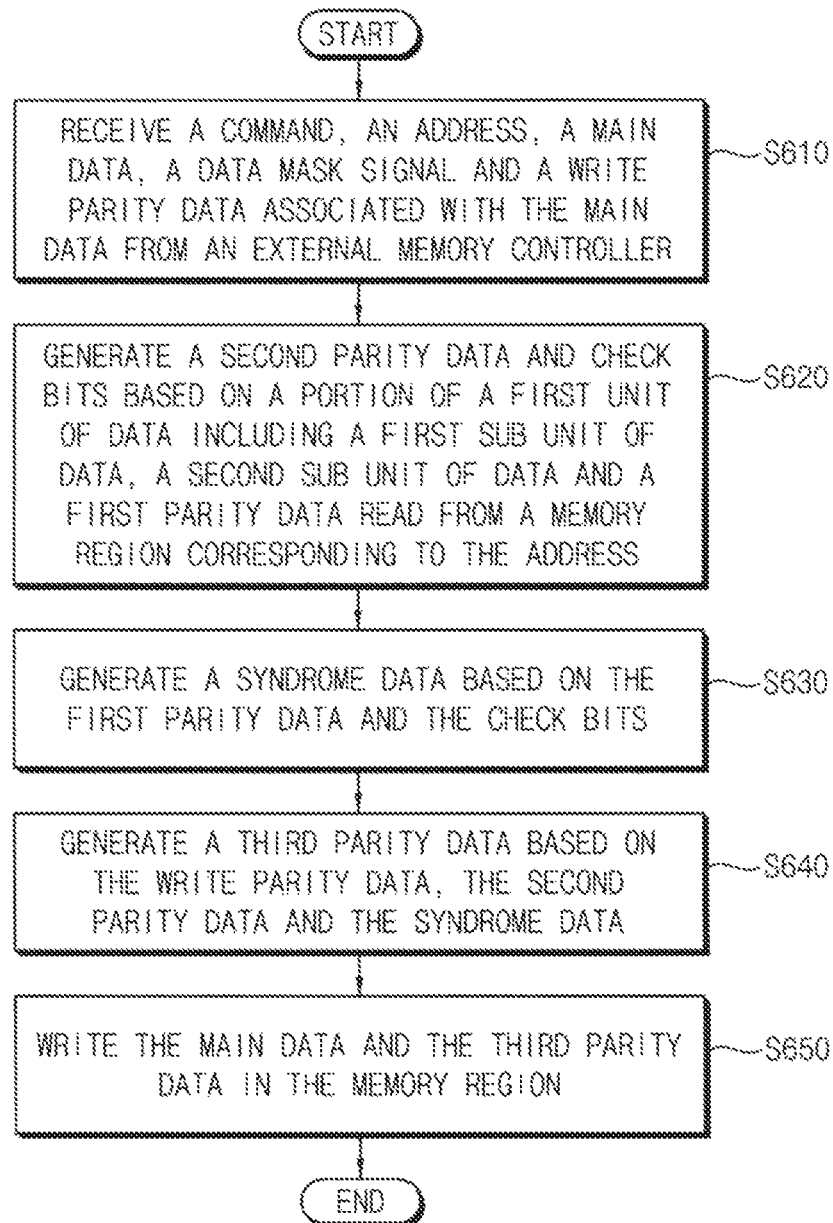 START
RECEIVE A COMMAND, AN ADDRESS, A MAIN
DATA, A DATA MASK SIGNAL AND A WRITE
PARITY DATA ASSOCIATED WITH THE MAIN
DATA FROM AN EXTERNAL MEMORY CONTROLLER
S610
GENERATE A SECOND PARITY DATA AND CHECK
BITS BASED ON A PORTION OF A FIRST UNIT
OF DATA INCLUDING A FIRST SUB UNIT OF
DATA, A SECOND SUB UNIT OF DATA AND A
FIRST PARITY DATA READ FROM A MEMORY
REGION CORRESPONDING TO THE ADDRESS
S620
GENERATE A SYNDROME DATA BASED ON THE
FIRST PARITY DATA AND THE CHECK BITS
S630
GENERATE A THIRD PARITY DATA BASED ON
THE WRITE PARITY DATA, THE SECOND
PARITY DATA AND THE SYNDROME DATA
S640
WRITE THE MAIN DATA AND THE THIRD PARITY
DATA IN THE MEMORY REGION
S650
END